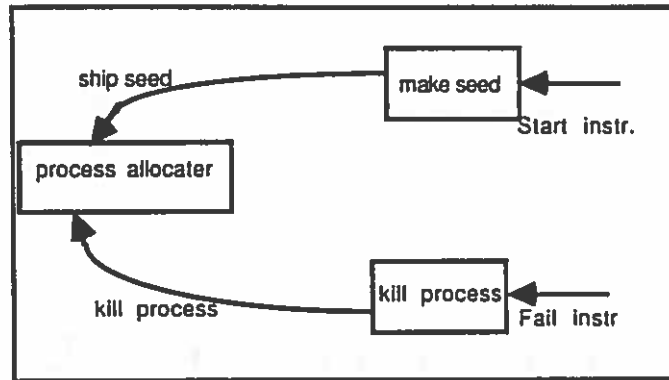 ship seed
make seed
Start instr.
process allocater
kill process
kill process
Fail instr